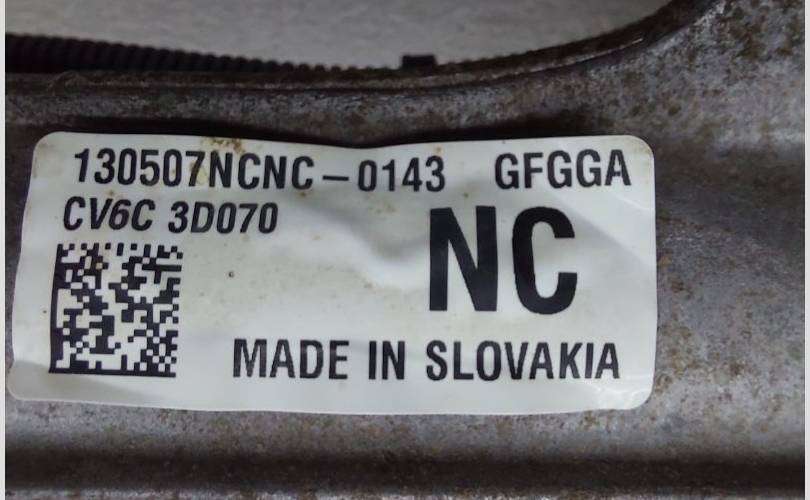 130507NCNC-0143 GFGGA
CV6C 3D070
NC
MADE IN SLOVAKIA